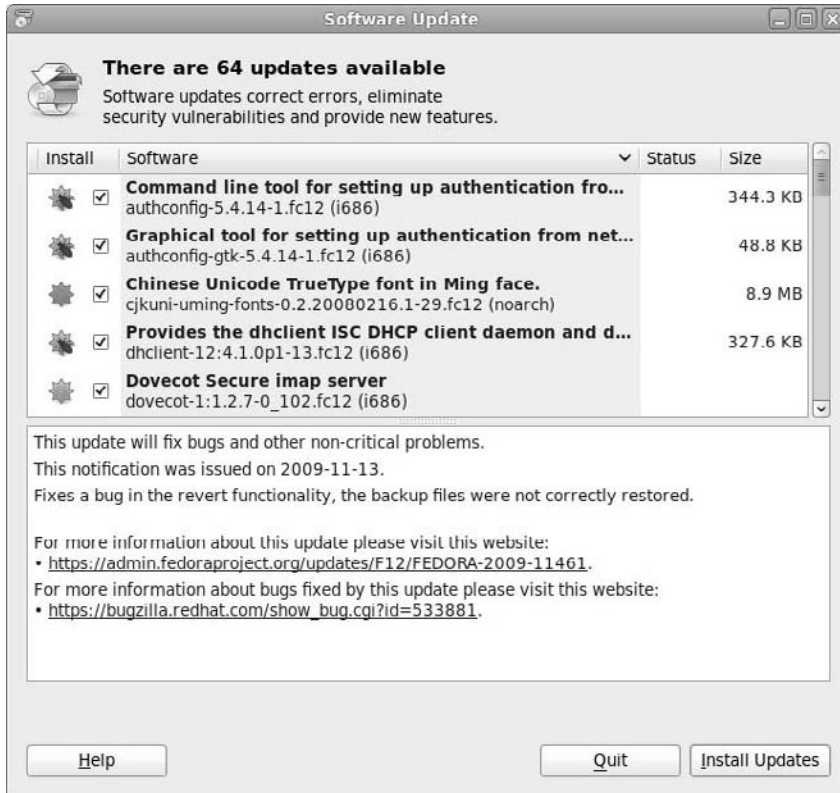 Software Update
There are 64 updates available
Software updates correct errors, eliminate
security vulnerabilities and provide new features.
Install Software Status Size
Command line tool for setting up authentication fro...
authconfig-5.4.14-1.fc12 (i686)
344.3 KB
Graphical tool for setting up authentication from net...
authconfig-gtk-5.4.14-1.fc12 (i686)
48.8 KB
Chinese Unicode TrueType font in Ming face.
cjkuni-uming-fonts-0.2.20080216.1-29.fc12 (noarch)
8.9 MB
Provides the dhclient ISC DHCP client daemon and d...
dhclient-12:4.1.0p1-13.fc12 (i686)
327.6 KB
Dovecot Secure imap server
dovecot-1:1.2.7-0_102.fc12 (i686)
This update will fix bugs and other non-critical problems.
This notification was issued on 2009-11-13.
Fixes a bug in the revert functionality, the backup files were not correctly restored.
For more information about this update please visit this website:
• https://admin.fedoraproject.org/updates/F12/FEDORA-2009-11461.
For more information about bugs fixed by this update please visit this website:
• https://bugzilla.redhat.com/show_bug.cgi?id=533881.
Help Quit Install Updates